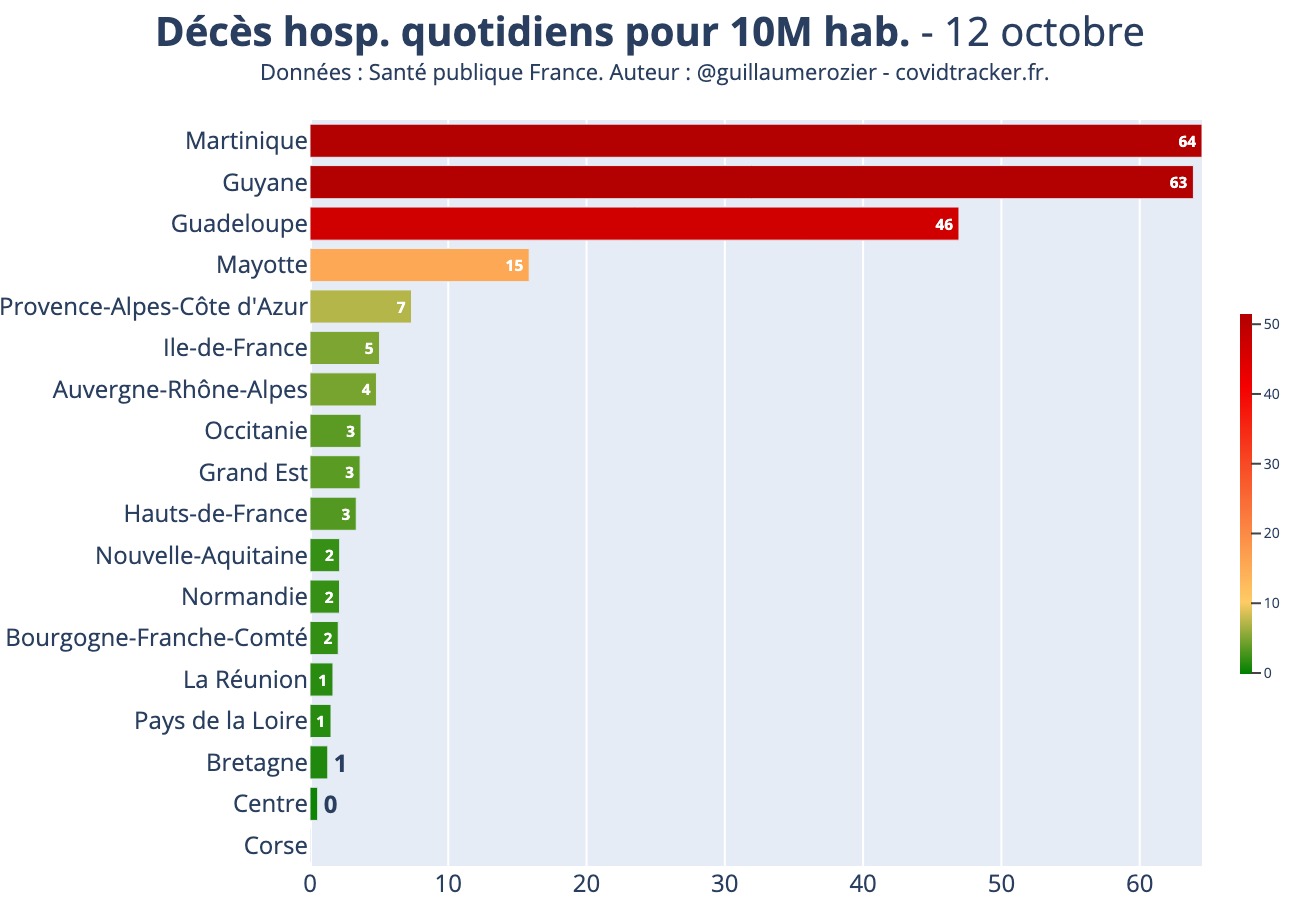 Décès hosp. quotidiens pour 10M hab. - 12 octobre
Données : Santé publique France. Auteur : @guillaumerozier - covidtracker.fr.
Martinique 64
Guyane 63
Guadeloupe 46
Mayotte 15
Provence-Alpes-Côte d'Azur 7
Ile-de-France 5
Auvergne-Rhône-Alpes 4
Occitanie 3
Grand Est 3
Hauts-de-France 3
Nouvelle-Aquitaine 2
Normandie 2
Bourgogne-Franche-Comté 2
La Réunion 1
Pays de la Loire 1
Bretagne 1
Centre 0
Corse
0 10 20 30 40 50 60
50
40
30
20
10
0